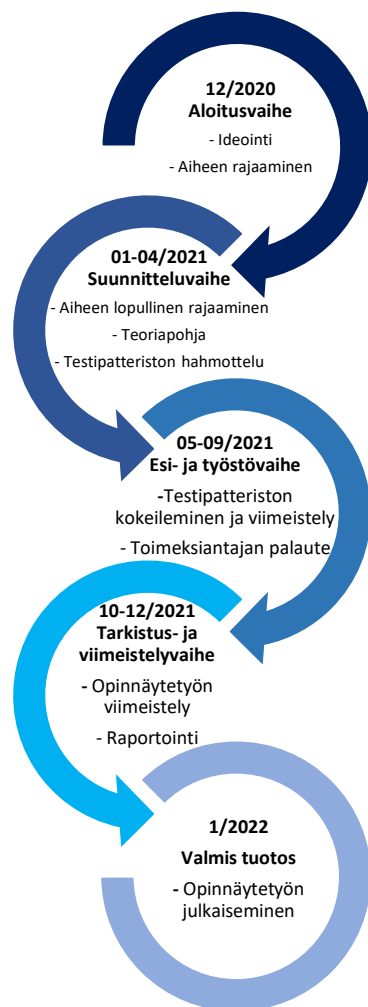 12/2020
Aloitusvaihe
- Ideointi
- Aiheen rajaaminen
01-04/2021
Suunnitteluvaihe
- Aiheen lopullinen rajaaminen
- Teoriapohja
- Testipatteriston hahmottelu
05-09/2021
Esi- ja työstövaihe
-Testipatteriston
kokeileminen ja viimeistely
- Toimeksiantajan palaute
10-12/2021
Tarkistus- ja
viimeistelyvaihe
- Opinnäytetyön
viimeistely
- Raportointi
1/2022
Valmis tuotos
- Opinnäytetyön
julkaiseminen